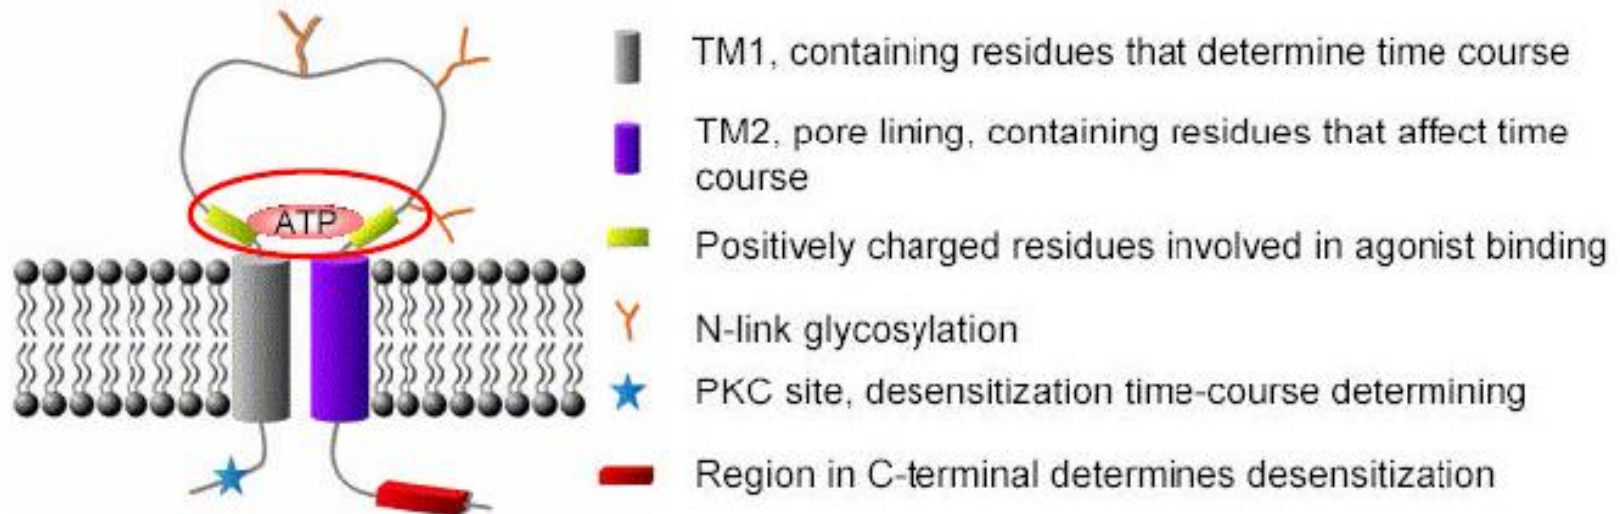 ATP
TM1, containing residues that determine time course
TM2, pore lining, containing residues that affect time
course
Positively charged residues involved in agonist binding
N-link glycosylation
PKC site, desensitization time-course determining
Region in C-terminal determines desensitization